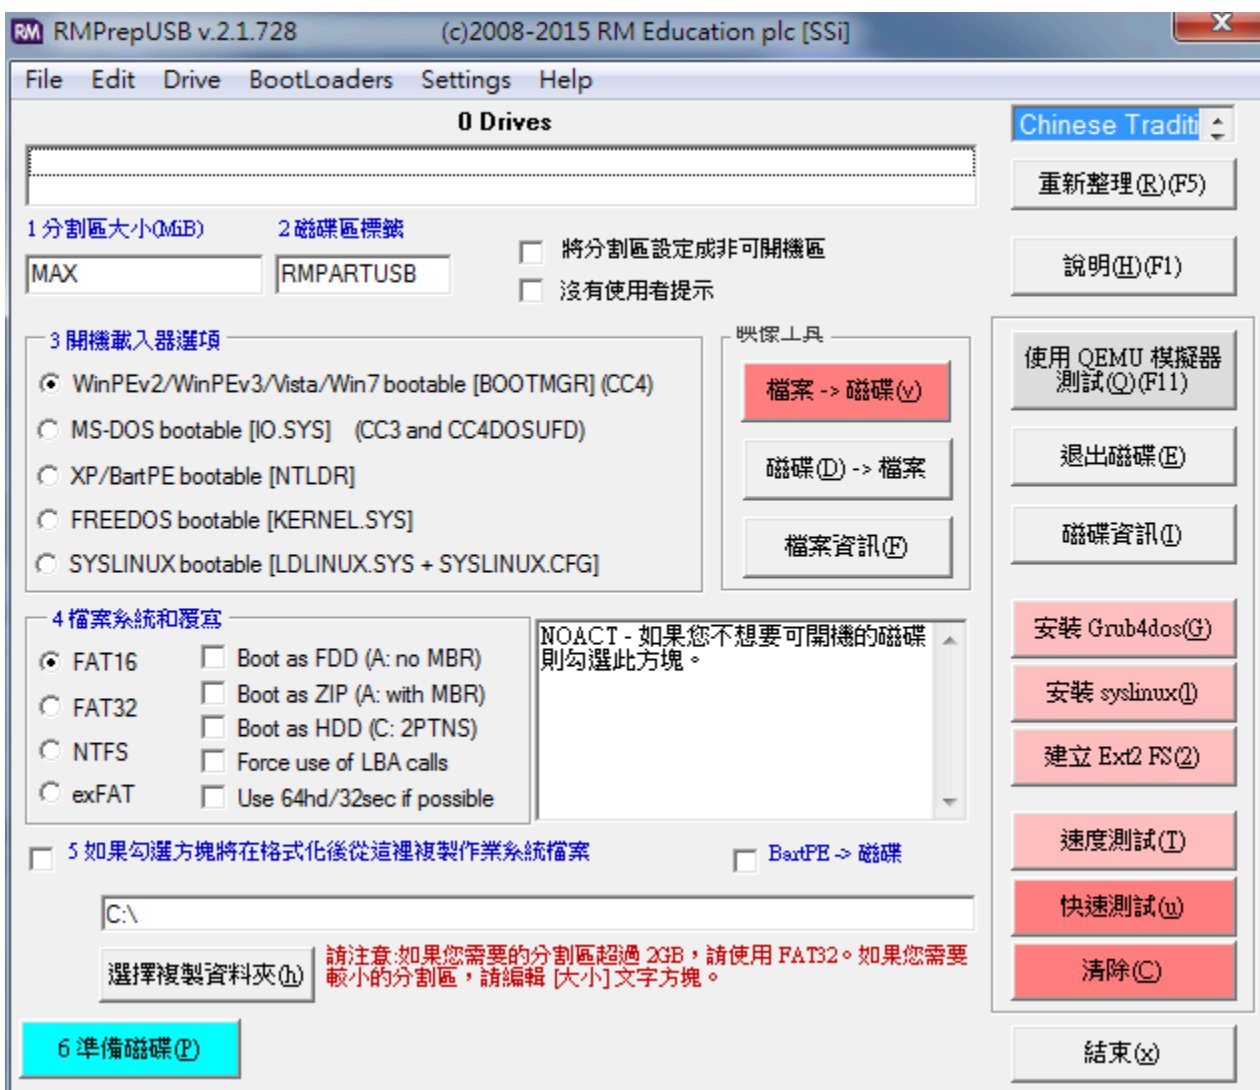 RM RMPrepUSB v.2.1.728 (c)2008-2015 RM Education plc [SSi] X
File Edit Drive BootLoaders Settings Help
0 Drives
Chinese Traditi
重新整理(R)(F5)
1 分割區大小(MiB) 2 磁碟區標籤
MAX RMPARTUSB
將分割區設定成非可開機區
沒有使用者提示
說明(H)(F1)
3 開機載入器選項
WinPEv2/WinPEv3/Vista/Win7 bootable [BOOTMGR] (CC4)
MS-DOS bootable [IO.SYS] (CC3 and CC4DOSUFD)
XP/BartPE bootable [NTLDR]
FREEDOS bootable [KERNEL.SYS]
SYSLINUX bootable [LDLINUX.SYS + SYSLINUX.CFG]
映像工具
檔案 -> 磁碟(v)
磁碟(D) -> 檔案
檔案資訊(F)
使用 QEMU 模擬器
測試(Q)(F11)
退出磁碟(E)
磁碟資訊(I)
4 檔案系統和覆寫
FAT16
FAT32
NTFS
exFAT
Boot as FDD (A: no MBR)
Boot as ZIP (A: with MBR)
Boot as HDD (C: 2PTNS)
Force use of LBA calls
Use 64hd/32sec if possible
NOACT - 如果您不想要可開機的磁碟
則勾選此方塊。
安裝 Grub4dos(G)
安裝 syslinux(l)
建立 Ext2 FS(2)
速度測試(T)
快速測試(u)
清除(C)
5 如果勾選方塊將在格式化後從這裡複製作業系統檔案 BartPE -> 磁碟
C:\
選擇複製資料夾(h)
請注意:如果您需要的分割區超過 2GB，請使用 FAT32。如果您需要
較小的分割區，請編輯 [大小] 文字方塊。
6 準備磁碟(P)
結束(x)